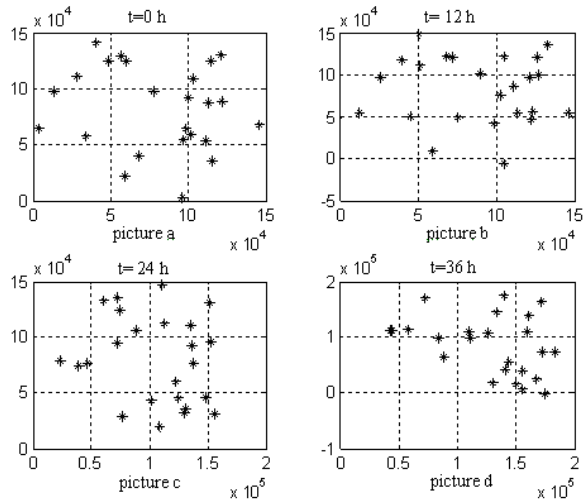 t=0 h
x 10^4
15
10
5
0
0 5 10 15
x 10^4
picture a
t= 12 h
x 10^4
15
10
5
0
-5
0 5 10 15
x 10^4
picture b
t= 24 h
x 10^4
15
10
5
0
0 0.5 1 1.5 2
x 10^5
picture c
t=36 h
x 10^5
2
1
0
-1
0 0.5 1 1.5 2
x 10^5
picture d